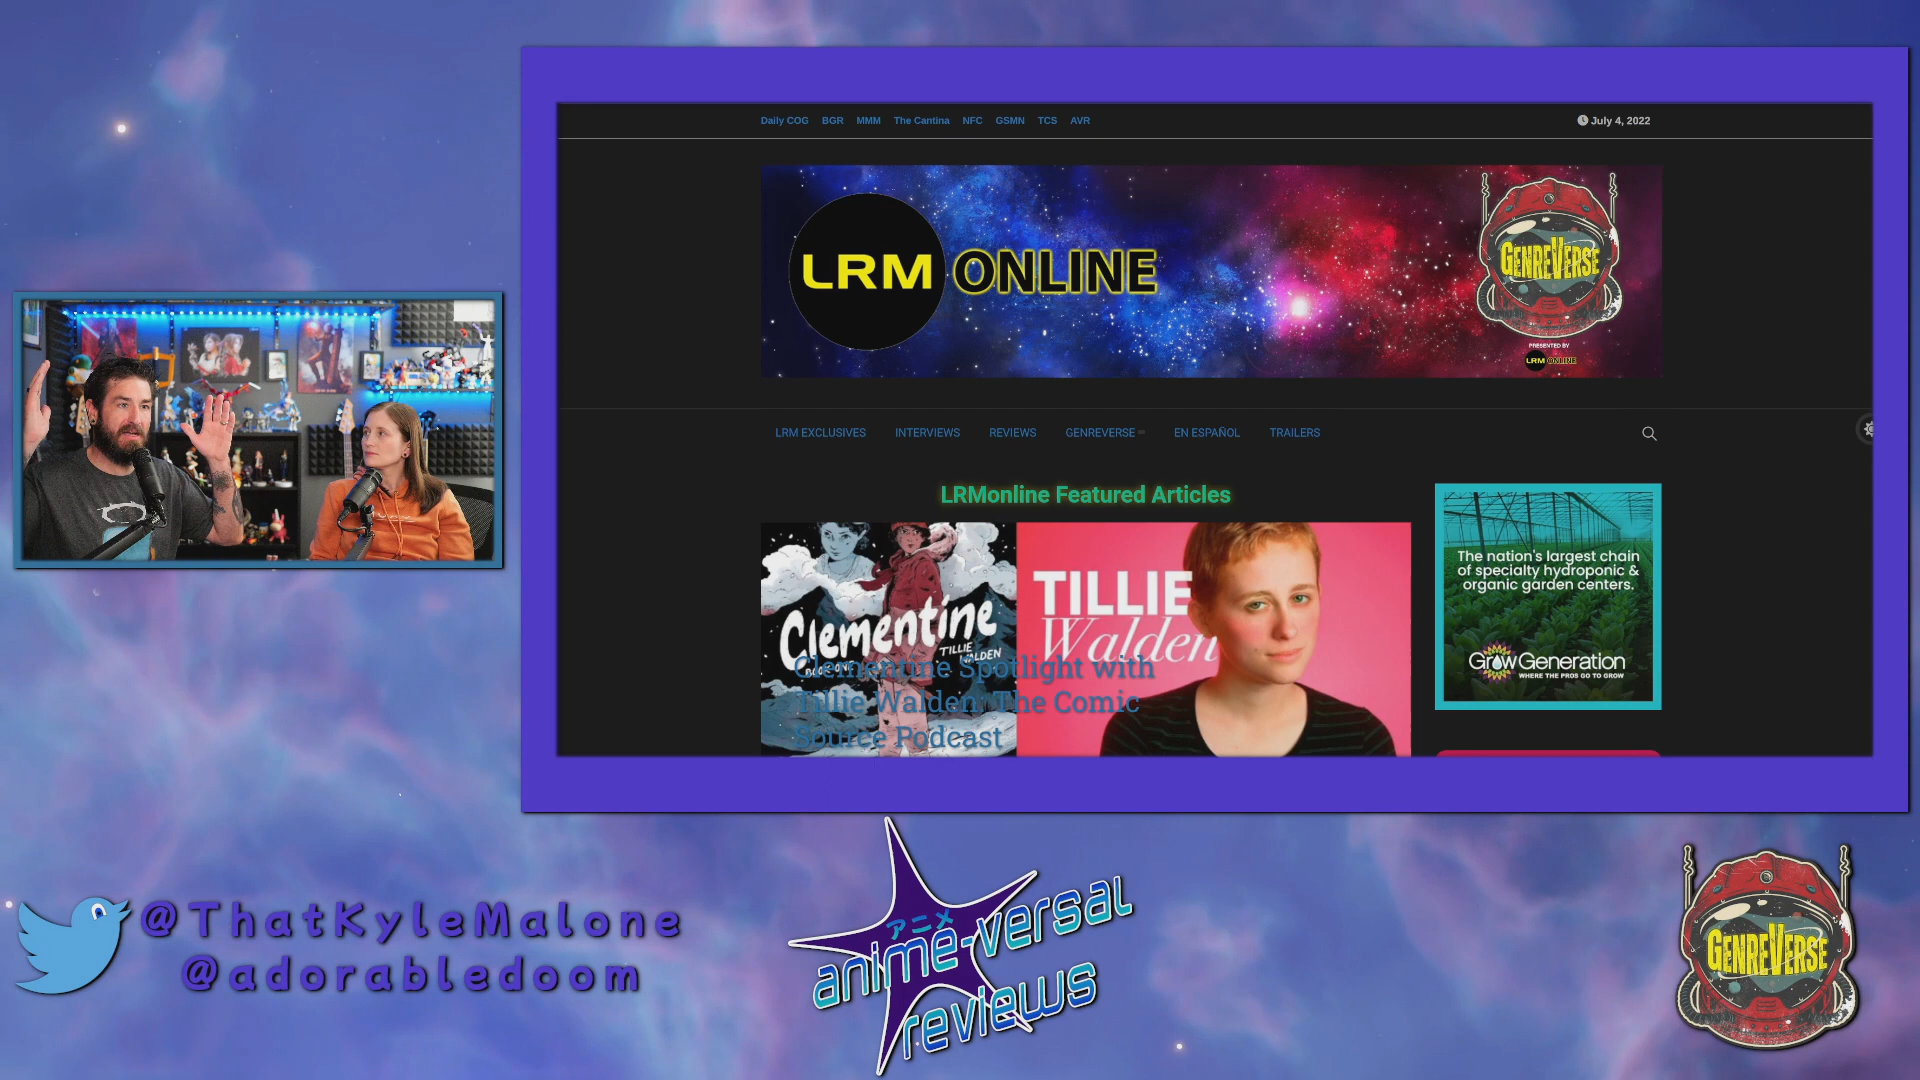 Daily COG BGR MMM The Cantina NFC GSMN TCS AVR
July 4, 2022
LRM ONLINE
GENREVERSE
PRESENTED BY
LRM ONLINE
LRM EXCLUSIVES INTERVIEWS REVIEWS GENREVERSE EN ESPAÑOL TRAILERS
LRMonline Featured Articles
Clementine
TILLIE WALDEN
TILLIE
Walden
Clementine Spotlight with
Tillie Walden: The Comic
Source Podcast
The nation's largest chain
of specialty hydroponic &
organic garden centers.
GrowGeneration
WHERE THE PROS GO TO GROW
@ThatKyleMalone
@adorabledoom
アニメ
anime-versal
reviews
GENREVERSE